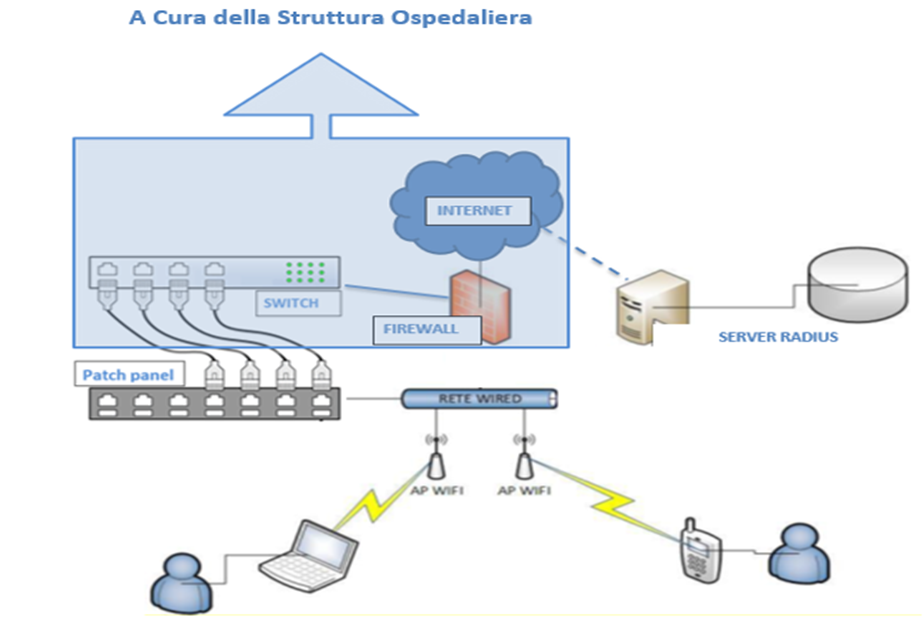 A Cura della Struttura Ospedaliera
INTERNET
SWITCH
FIREWALL
SERVER RADIUS
Patch panel
RETE WIRED
AP WIFI
AP WIFI